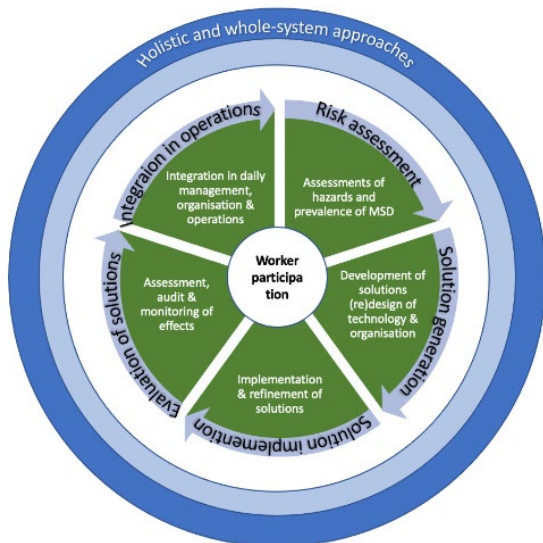 Holistic and whole-system approaches
Risk assessment
Assessments of
hazards and
prevalence of MSD
Solution generation
Development of
solutions
(re)design of
technology &
organisation
Solution implemention
Implementation
& refinement of
solutions
Evaluation of solutions
Assessment,
audit &
monitoring of
effects
Integraion in operations
Integration in daily
management,
organisation &
operations
Worker
participa
tion